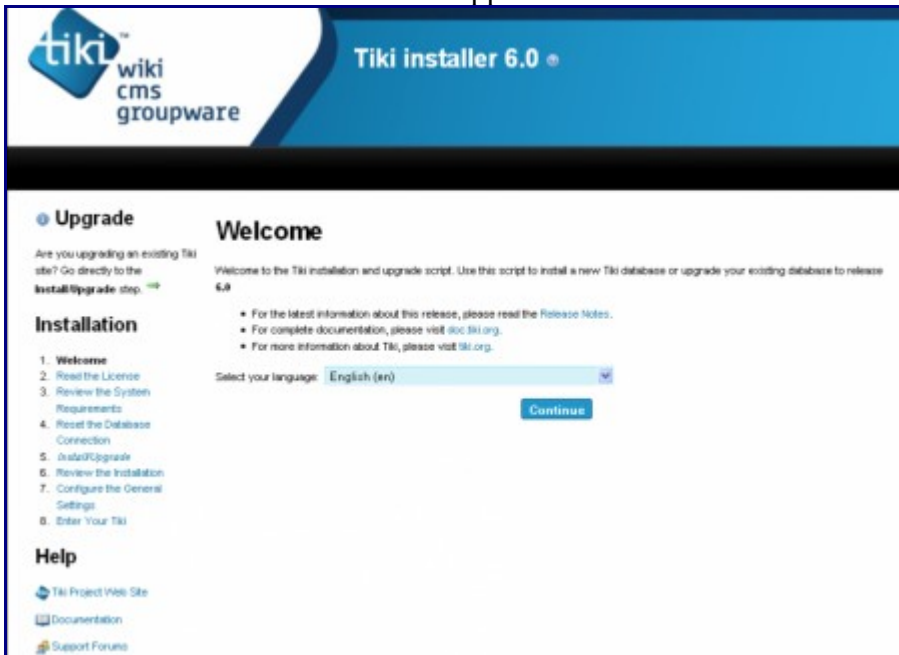 tiki™
wiki
cms
groupware
Tiki installer 6.0
Upgrade
Are you upgrading an existing Tiki
site? Go directly to the
Install/Upgrade step.
Installation
1. Welcome
2. Read the License
3. Review the System
Requirements
4. Reset the Database
Connection
5. Install/Upgrade
6. Review the Installation
7. Configure the General
Settings
8. Enter Your Tiki
Help
Tiki Project Web Site
Documentation
Support Forums
Welcome
Welcome to the Tiki installation and upgrade script. Use this script to install a new Tiki database or upgrade your existing database to release
6.0
• For the latest information about this release, please read the Release Notes.
• For complete documentation, please visit doc.tiki.org.
• For more information about Tiki, please visit tiki.org.
Select your language: English (en)
Continue